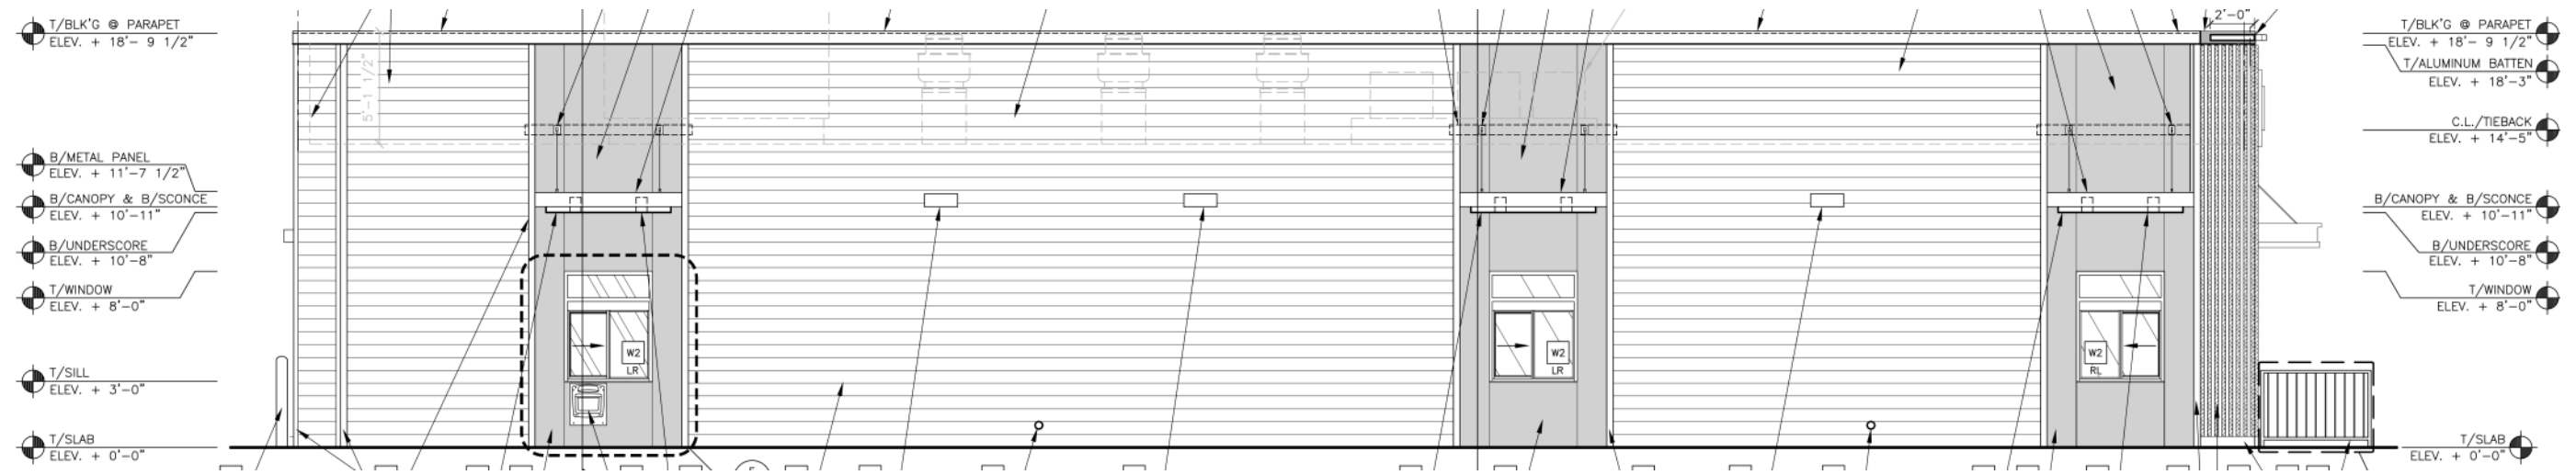 T/BLK'G @ PARAPET
ELEV. + 18'- 9 1/2"
B/METAL PANEL
ELEV. + 11'-7 1/2"
B/CANOPY & B/SCONCE
ELEV. + 10'-11"
B/UNDERSCORE
ELEV. + 10'-8"
T/WINDOW
ELEV. + 8'-0"
T/SILL
ELEV. + 3'-0"
T/SLAB
ELEV. + 0'-0"
5'-1 1/2"
W2
LR
W2
LR
W2
RL
2'-0"
T/BLK'G @ PARAPET
ELEV. + 18'- 9 1/2"
T/ALUMINUM BATTEN
ELEV. + 18'-3"
C.L./TIEBACK
ELEV. + 14'-5"
B/CANOPY & B/SCONCE
ELEV. + 10'-11"
B/UNDERSCORE
ELEV. + 10'-8"
T/WINDOW
ELEV. + 8'-0"
T/SLAB
ELEV. + 0'-0"